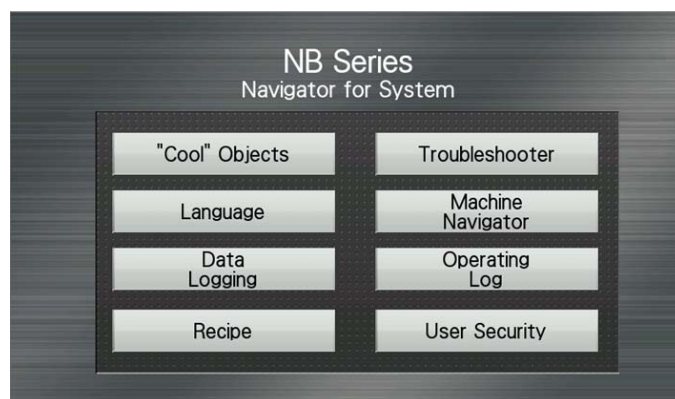 NB Series
Navigator for System
"Cool" Objects
Troubleshooter
Language
Machine
Navigator
Data
Logging
Operating
Log
Recipe
User Security